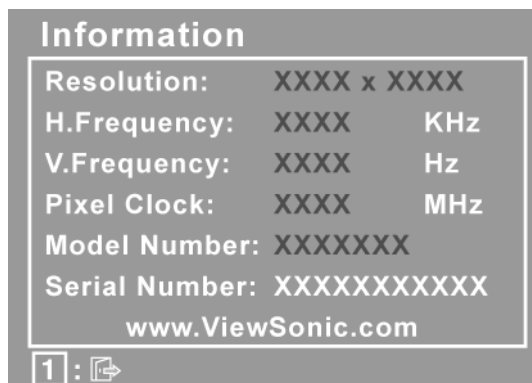 Information
Resolution: XXXX x XXXX
H.Frequency: XXXX KHz
V.Frequency: XXXX Hz
Pixel Clock: XXXX MHz
Model Number: XXXXXXX
Serial Number: XXXXXXXXXXX
www.ViewSonic.com
1 :